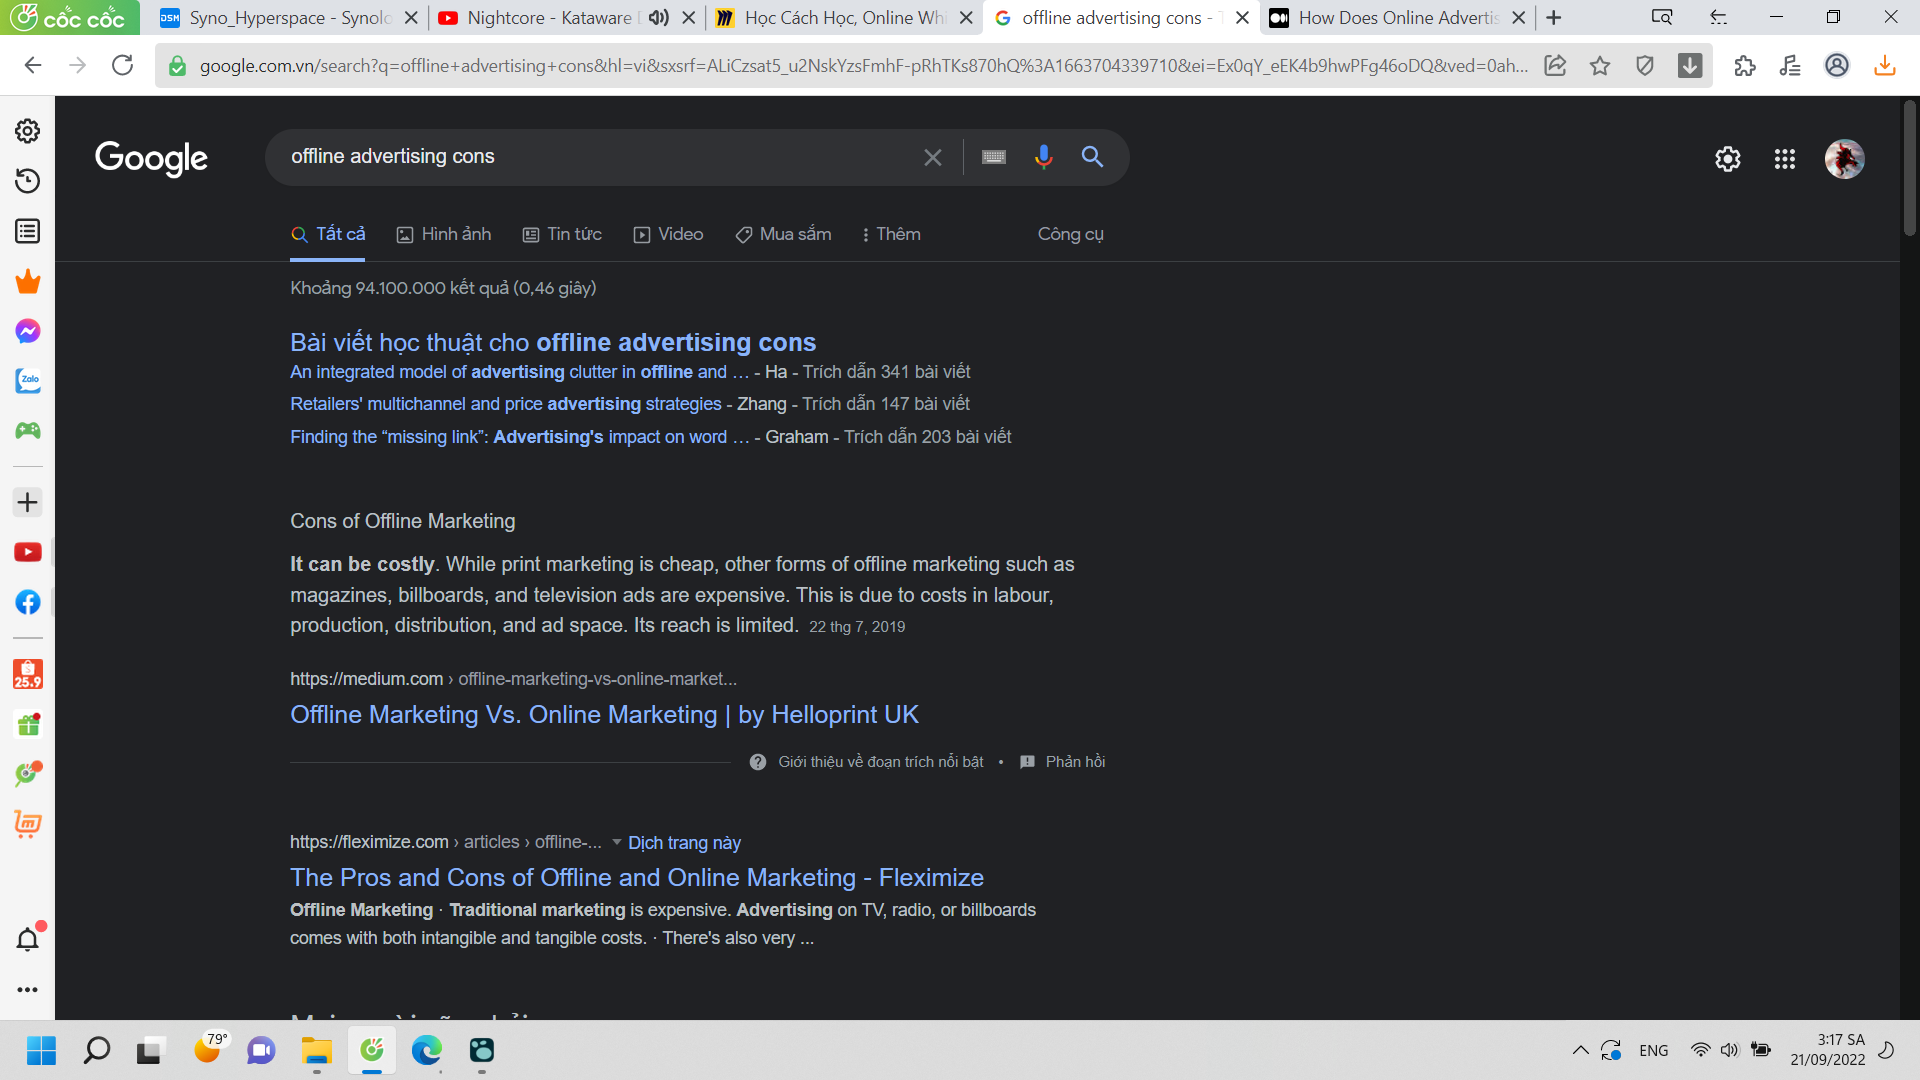 cốc cốc
DSM Syno_Hyperspace - Synolo
Nightcore - Kataware
Học Cách Học, Online Whi
offline advertising cons -
How Does Online Advertis
google.com.vn/search?q=offline+advertising+cons&hl=vi&sxsrf=ALiCzsat5_u2NskYzsFmhF-pRhTKs870hQ%3A1663704339710&ei=Ex0qY_eEK4b9hwPFg46oDQ&ved=0ah...
Google
offline advertising cons
Tất cả
Hình ảnh
Tin tức
Video
Mua sắm
Thêm
Công cụ
Khoảng 94.100.000 kết quả (0,46 giây)
Bài viết học thuật cho offline advertising cons
An integrated model of advertising clutter in offline and … - Ha - Trích dẫn 341 bài viết
Retailers' multichannel and price advertising strategies - Zhang - Trích dẫn 147 bài viết
Finding the “missing link”: Advertising's impact on word … - Graham - Trích dẫn 203 bài viết
Cons of Offline Marketing
It can be costly. While print marketing is cheap, other forms of offline marketing such as
magazines, billboards, and television ads are expensive. This is due to costs in labour,
production, distribution, and ad space. Its reach is limited. 22 thg 7, 2019
https://medium.com › offline-marketing-vs-online-market...
Offline Marketing Vs. Online Marketing | by Helloprint UK
Giới thiệu về đoạn trích nổi bật • Phản hồi
https://fleximize.com › articles › offline-... Dịch trang này
The Pros and Cons of Offline and Online Marketing - Fleximize
Offline Marketing · Traditional marketing is expensive. Advertising on TV, radio, or billboards
comes with both intangible and tangible costs. · There's also very ...
Zalo
25.9
79°
ENG
3:17 SA
21/09/2022